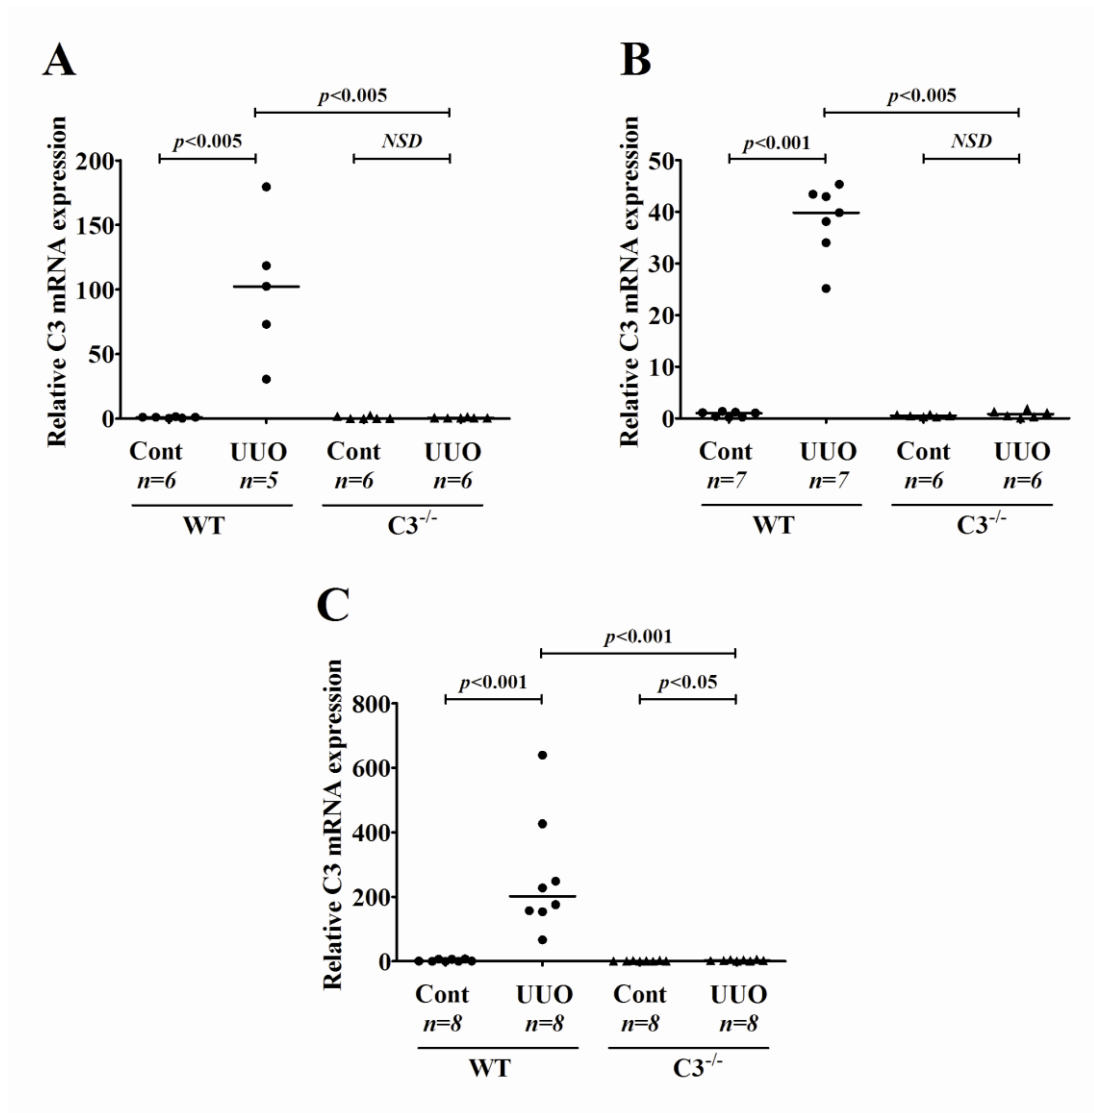 A
p<0.005
p<0.005
NSD
Relative C3 mRNA expression
200
150
100
50
0
Cont
UUO
Cont
UUO
n=6
n=5
n=6
n=6
WT
C3-/-
B
p<0.005
p<0.001
NSD
Relative C3 mRNA expression
50
40
30
20
10
0
Cont
UUO
Cont
UUO
n=7
n=7
n=6
n=6
WT
C3-/-
C
p<0.001
p<0.001
p<0.05
Relative C3 mRNA expression
800
600
400
200
0
Cont
UUO
Cont
UUO
n=8
n=8
n=8
n=8
WT
C3-/-